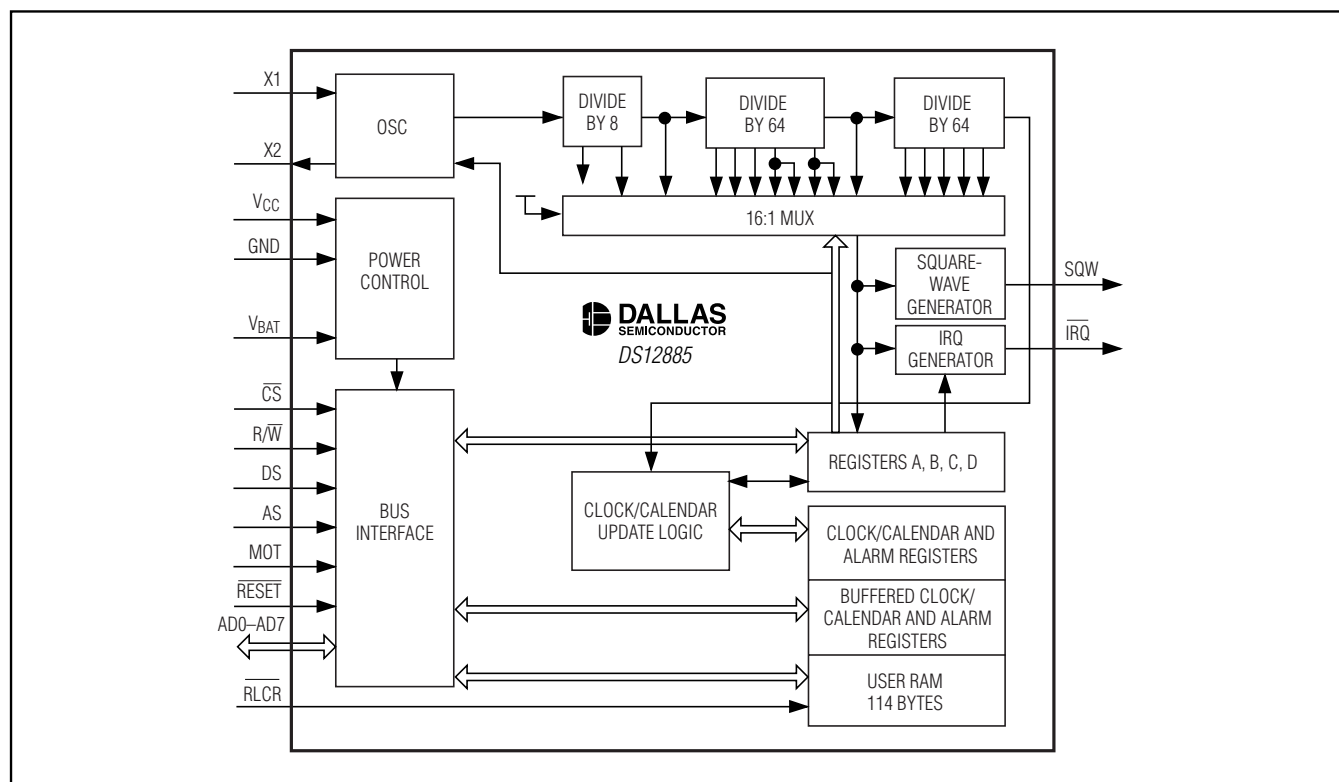 X1
X2
VCC
GND
VBAT
CS
R/W
DS
AS
MOT
RESET
AD0–AD7
RLCR
OSC
POWER
CONTROL
BUS
INTERFACE
DIVIDE
BY 8
DIVIDE
BY 64
DIVIDE
BY 64
16:1 MUX
SQUARE-
WAVE
GENERATOR
SQW
IRQ
GENERATOR
IRQ
DALLAS
SEMICONDUCTOR
DS12885
REGISTERS A, B, C, D
CLOCK/CALENDAR
UPDATE LOGIC
CLOCK/CALENDAR AND
ALARM REGISTERS
BUFFERED CLOCK/
CALENDAR AND ALARM
REGISTERS
USER RAM
114 BYTES